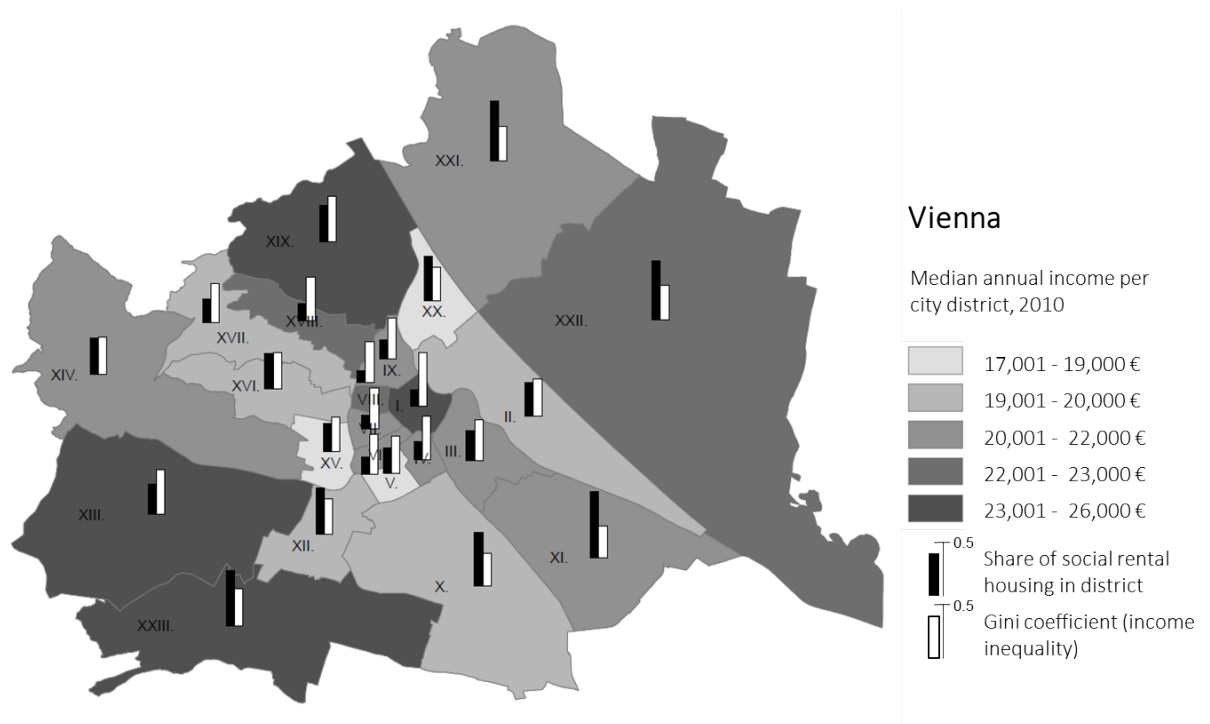 XXI.
Vienna
XIX.
Median annual income per
city district, 2010
XX.
XXII.
XVIII.
XVII.
17,001 - 19,000 €
XIV.
IX.
XVI.
19,001 - 20,000 €
VIII.
I.
II.
VII.
20,001 - 22,000 €
III.
XV.
VI.
IV.
22,001 - 23,000 €
V.
XIII.
23,001 - 26,000 €
XII.
0.5
XI.
Share of social rental
housing in district
X.
0.5
XXIII.
Gini coefficient (income
inequality)